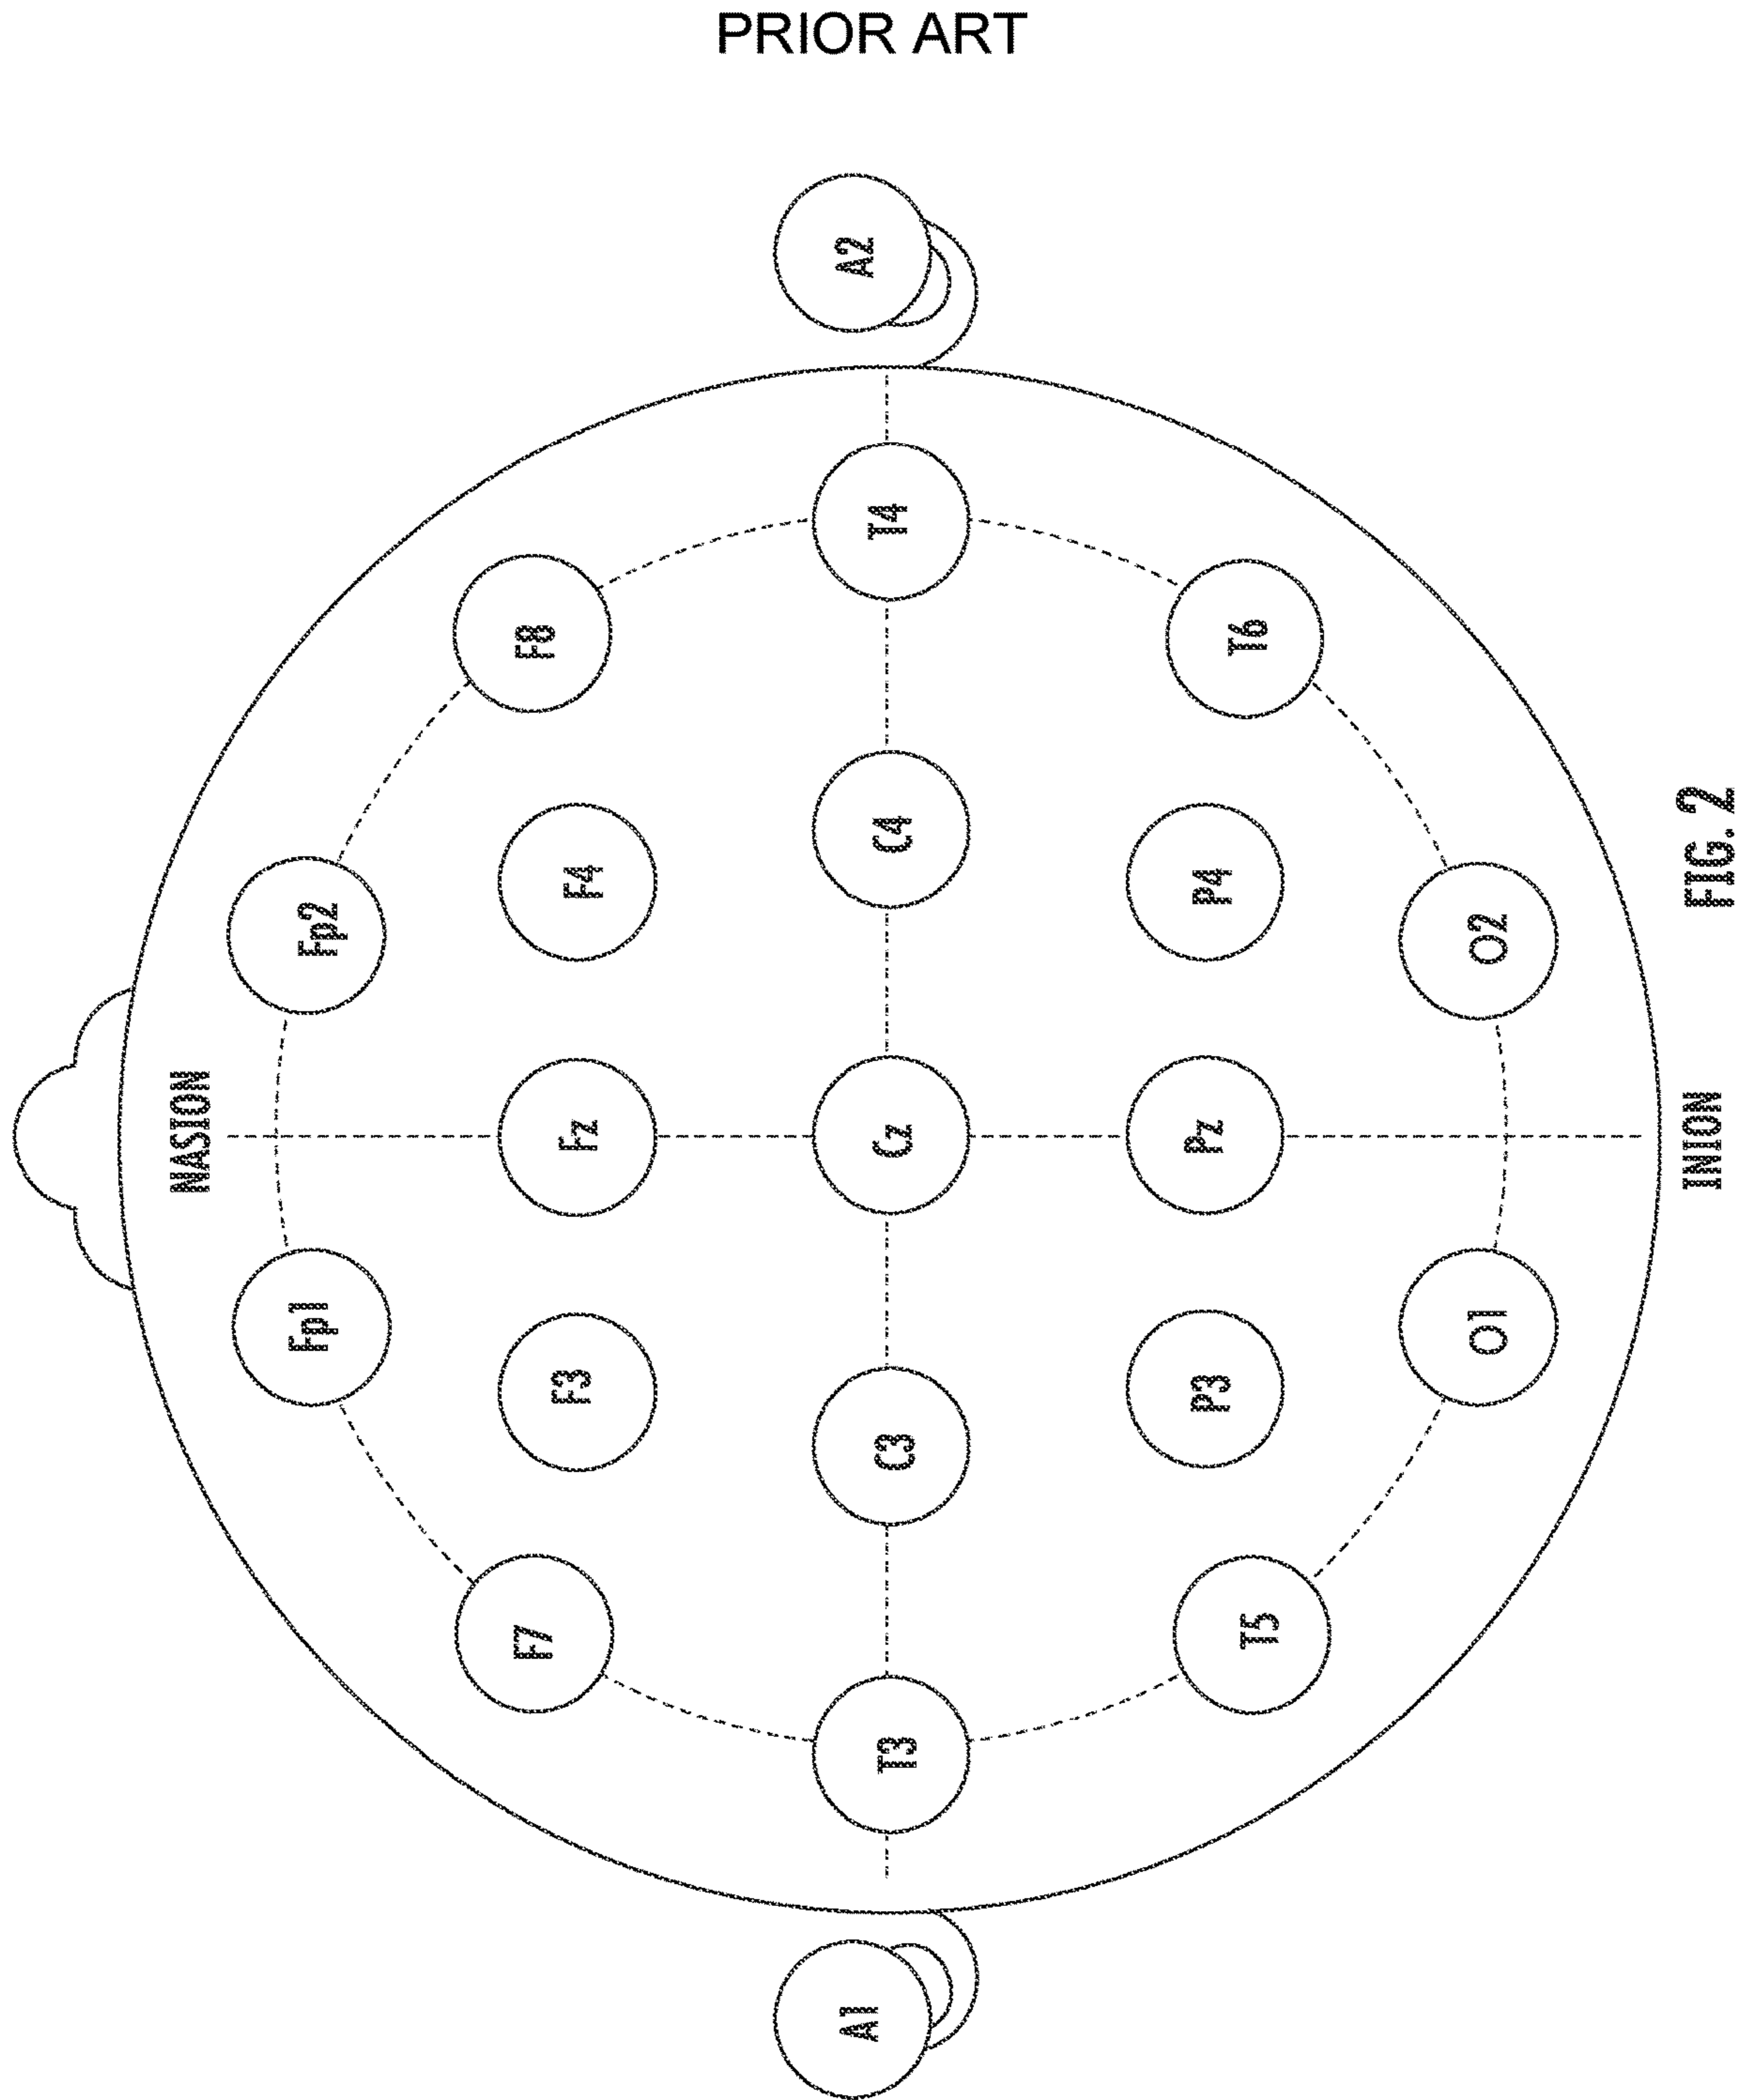 PRIOR ART
NASION
Fp1
Fp2
F7
F3
Fz
F4
F8
A1
T3
C3
Cz
C4
T4
A2
T5
P3
Pz
P4
T6
O1
O2
INION
FIG. 2